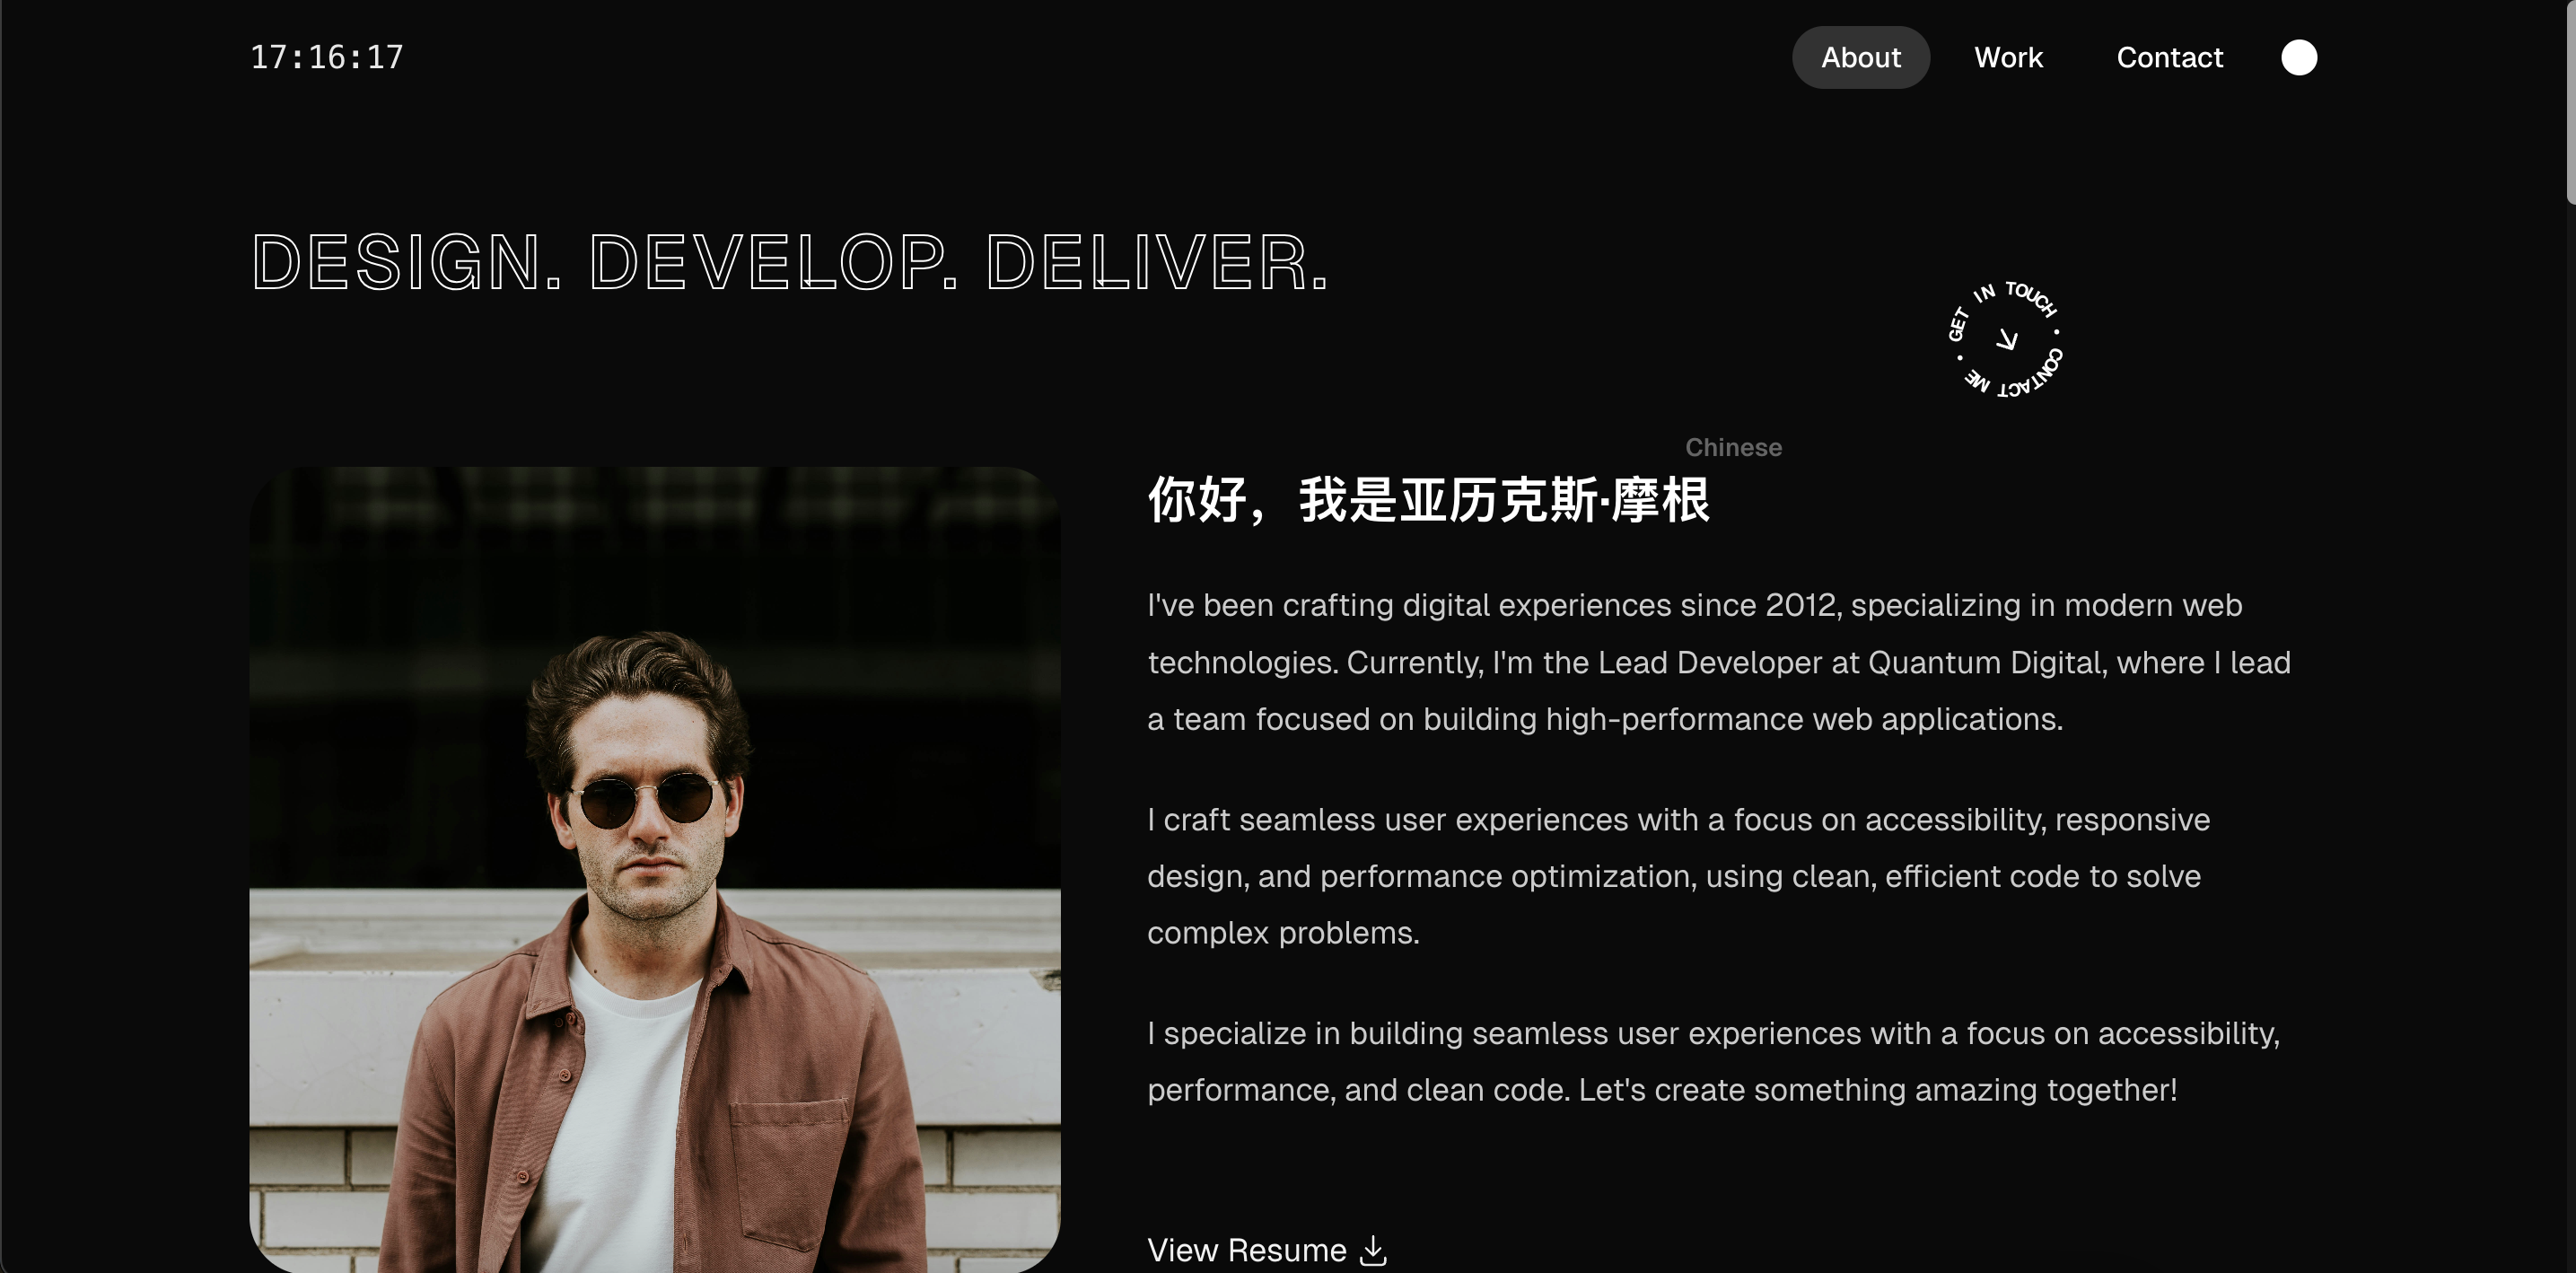 17:16:17
About
Work
Contact
DESIGN. DEVELOP. DELIVER.
GET IN TOUCH • CONTACT ME •
Chinese
你好，我是亚历克斯·摩根
I've been crafting digital experiences since 2012, specializing in modern web
technologies. Currently, I'm the Lead Developer at Quantum Digital, where I lead
a team focused on building high-performance web applications.
I craft seamless user experiences with a focus on accessibility, responsive
design, and performance optimization, using clean, efficient code to solve
complex problems.
I specialize in building seamless user experiences with a focus on accessibility,
performance, and clean code. Let's create something amazing together!
View Resume